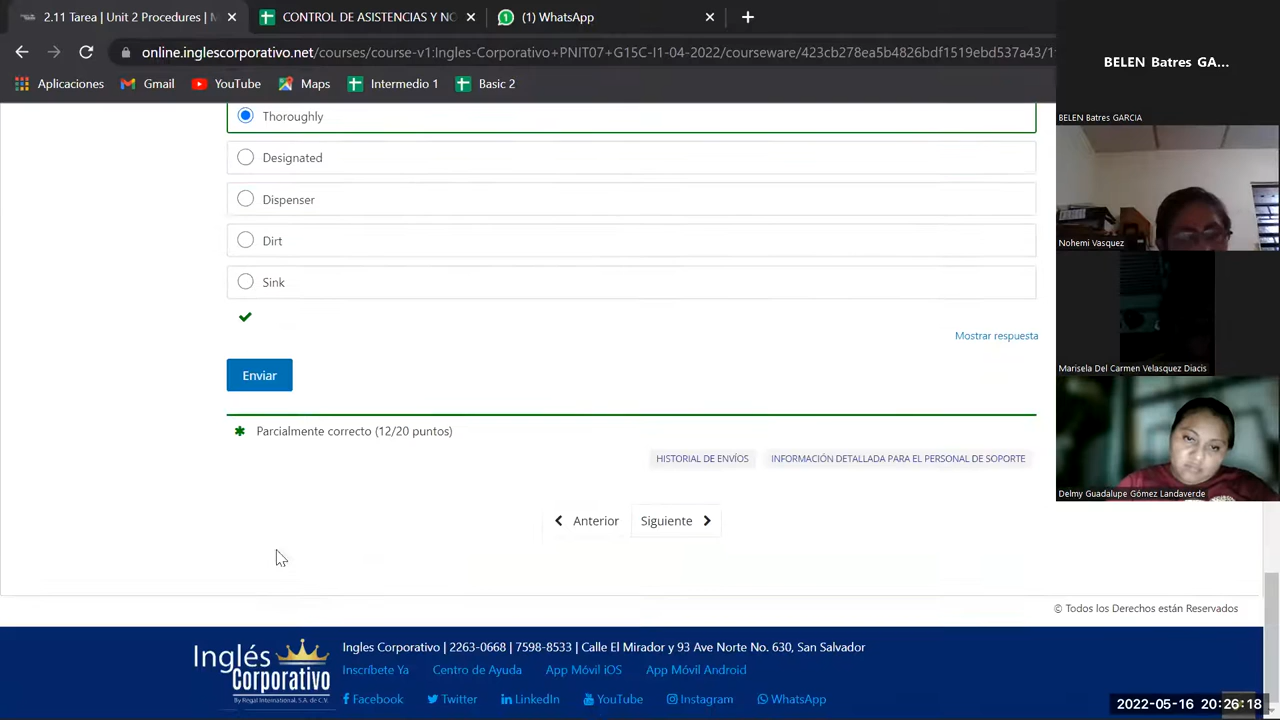 2.11 Tarea | Unit 2 Procedures | M
CONTROL DE ASISTENCIAS Y NO
(1) WhatsApp
online.inglescorporativo.net/courses/course-v1:Ingles-Corporativo+PNIT07+G15C-I1-04-2022/courseware/423cb193bea5b4926bdf1519ebd537a43/1
Aplicaciones
Gmail
YouTube
Maps
Intermedio 1
Basic 2
BELEN Batres GA...
BELEN Batres GARCIA
Nohemi Vasquez
Marisela Del Carmen Velasquez Diacis
Delmy Guadalupe Gómez Landaverde
Thoroughly
Designated
Dispenser
Dirt
Sink
Mostrar respuesta
Enviar
Parcialmente correcto (12/20 puntos)
HISTORIAL DE ENVÍOS
INFORMACIÓN DETALLADA PARA EL PERSONAL DE SOPORTE
Anterior
Siguiente
© Todos los Derechos están Reservados
Inglés
Corporativo
By Regal International, S.A. de C.V.
Ingles Corporativo | 2263-0668 | 7598-8533 | Calle El Mirador y 93 Ave Norte No. 630, San Salvador
Inscríbete Ya
Centro de Ayuda
App Móvil iOS
App Móvil Android
Facebook
Twitter
LinkedIn
YouTube
Instagram
WhatsApp
2022-05-16 20:26:18